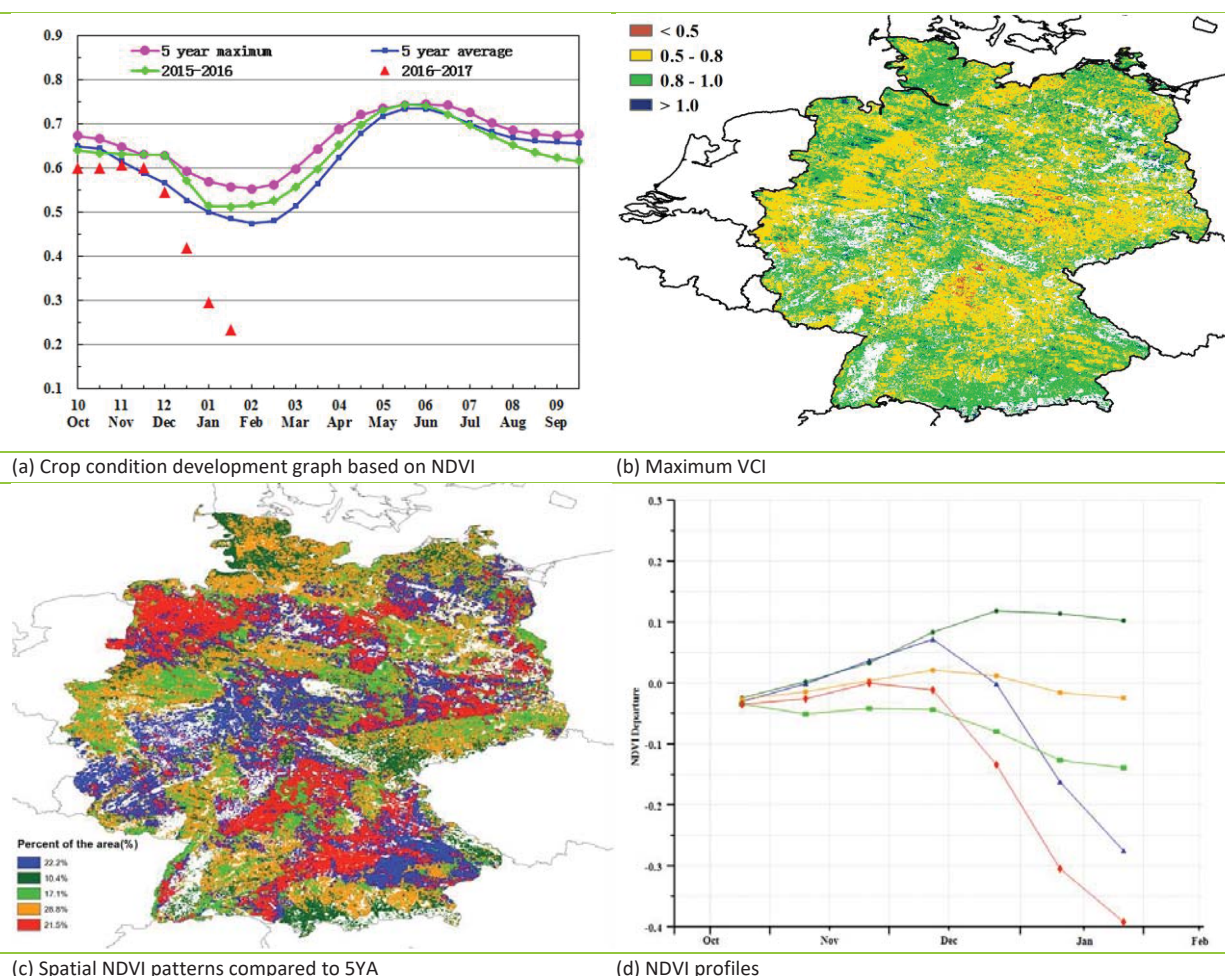 0.9
0.8
0.7
0.6
0.5
0.4
0.3
0.2
0.1
5 year maximum
5 year average
2015-2016
2016-2017
10 11 12 01 02 03 04 05 06 07 08 09
Oct Nov Dec Jan Feb Mar Apr May Jun Jul Aug Sep
< 0.5
0.5 - 0.8
0.8 - 1.0
> 1.0
(a) Crop condition development graph based on NDVI
(b) Maximum VCI
Percent of the area(%)
22.2%
10.4%
17.1%
28.8%
21.5%
0.3
0.2
0.1
0.0
-0.1
-0.2
-0.3
-0.4
NDVI Departure
Oct Nov Dec Jan Feb
(c) Spatial NDVI patterns compared to 5YA
(d) NDVI profiles